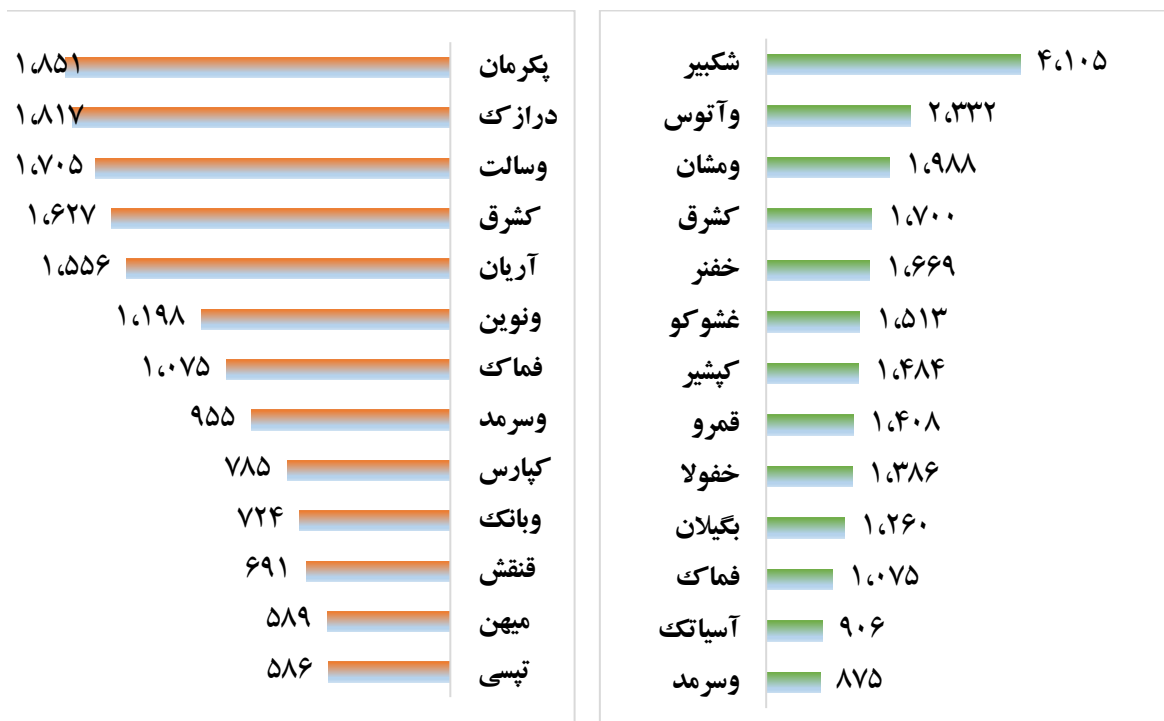 شکبیر ۴،۱۰۵
وآتوس ۲،۳۳۲
ومشان ۱،۹۸۸
کشرق ۱،۷۰۰
خفنر ۱،۶۶۹
غشوکو ۱،۵۱۳
کپشیر ۱،۴۸۴
قمرو ۱،۴۰۸
خفولا ۱،۳۸۶
بگیلان ۱،۲۶۰
فماک ۱،۰۷۵
آسیاتک ۹۰۶
وسرمد ۸۷۵
پکرمان ۱،۸۵۱
درازک ۱،۸۱۷
وسالت ۱،۷۰۵
کشرق ۱،۶۲۷
آریان ۱،۵۵۶
ونوین ۱،۱۹۸
فماک ۱،۰۷۵
وسرمد ۹۵۵
کپارس ۷۸۵
وبانک ۷۲۴
قنقش ۶۹۱
میهن ۵۸۹
تپسی ۵۸۶